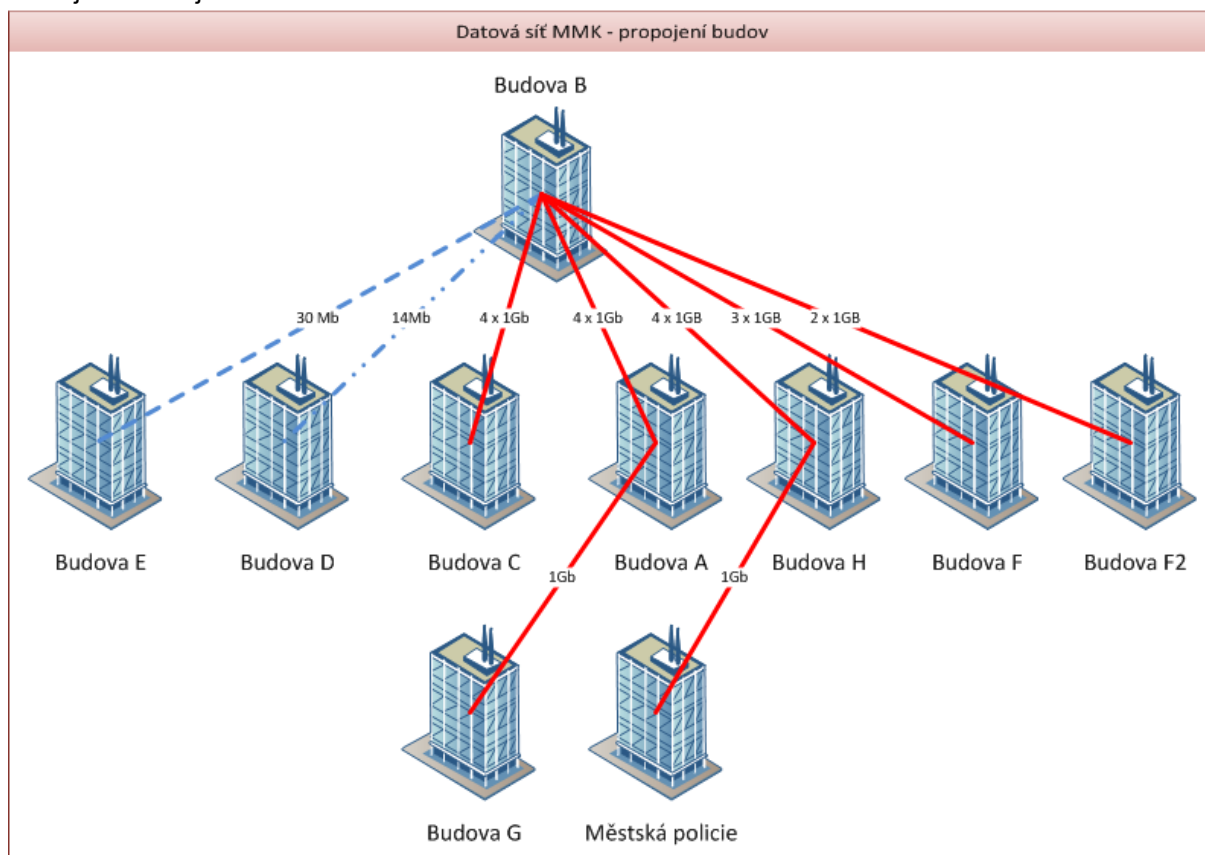 Datová síť MMK - propojení budov
Budova B
30 Mb
14Mb
4 x 1Gb
4 x 1Gb
4 x 1GB
3 x 1GB
2 x 1GB
Budova E
Budova D
Budova C
Budova A
Budova H
Budova F
Budova F2
1Gb
1Gb
Budova G
Městská policie